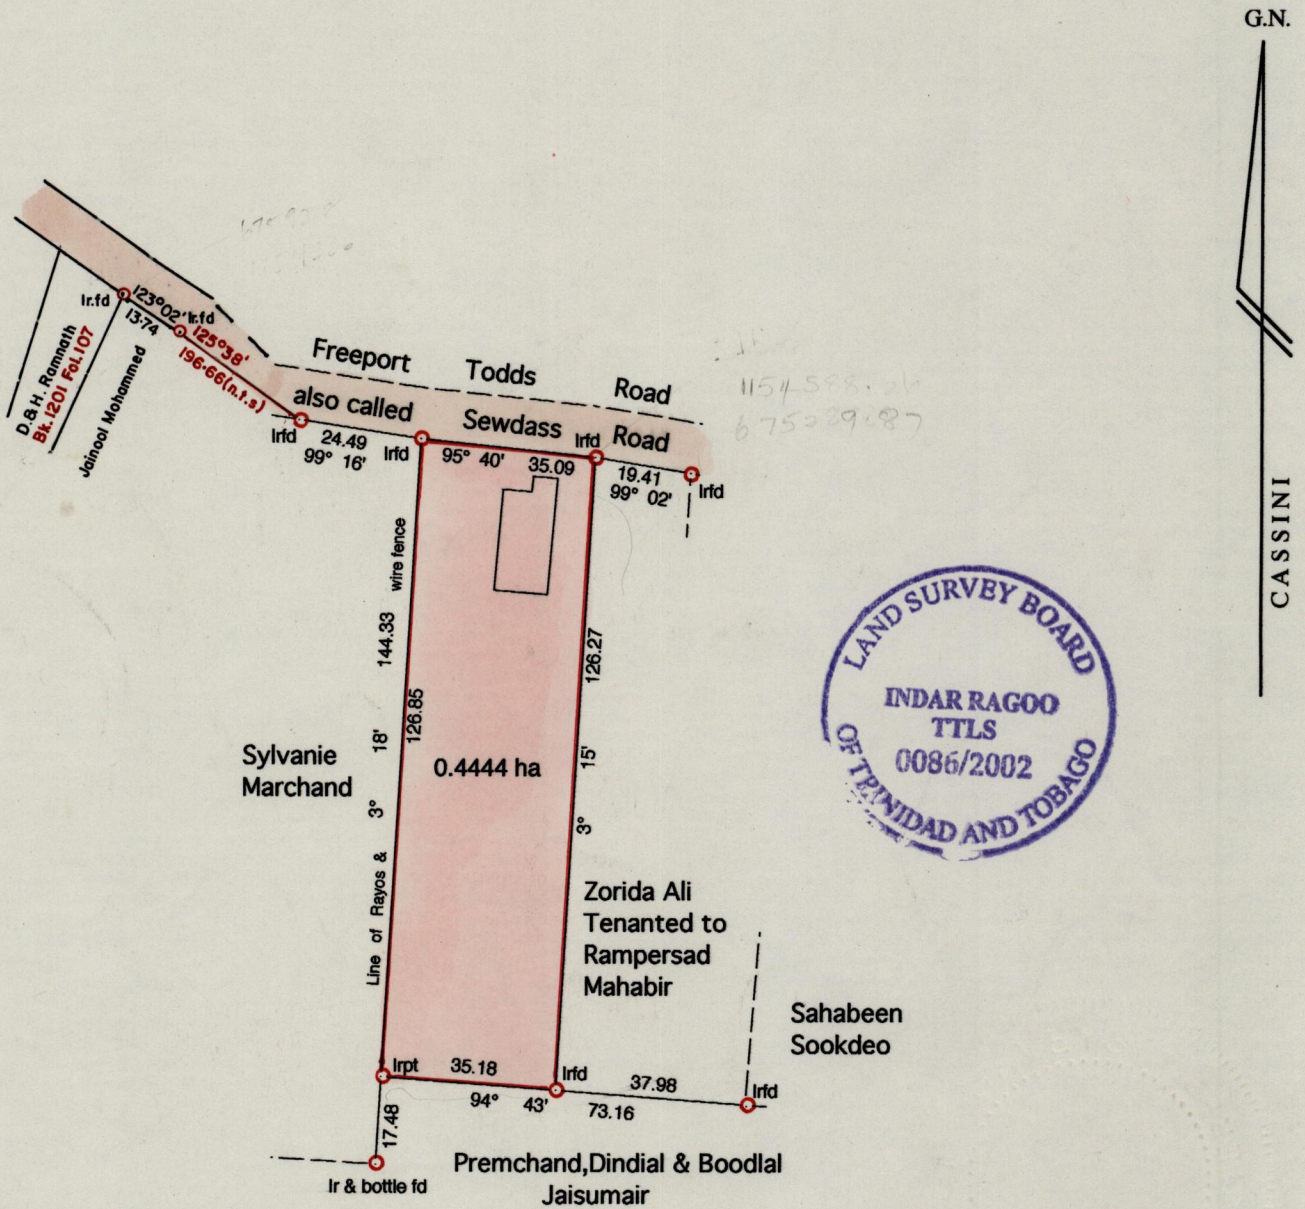 G.N.
CASSINI
Ir.fd
123°02'
Ir.fd
13.74
125°38'
196.66(n.t.s)
D.&H. Ramnath
Bk.1201 Fol.107
Jainool Mohammed
Freeport Todds Road
also called Sewdass Road
Irfd
24.49
99° 16'
Irfd
95° 40'
35.09
Irfd
19.41
99° 02'
Irfd
1154588.26
675289.87
Line of Rayos & 3° 18' 144.33 wire fence
126.85
3° 15' 126.27
0.4444 ha
Sylvanie
Marchand
LAND SURVEY BOARD
INDAR RAGOO
TTLS
0086/2002
OF TRINIDAD AND TOBAGO
Zorida Ali
Tenanted to
Rampersad
Mahabir
Sahabeen
Sookdeo
Irpt
35.18
94° 43'
Irfd
37.98
73.16
Irfd
17.48
Ir & bottle fd
Premchand,Dindial & Boodlal
Jaisumair